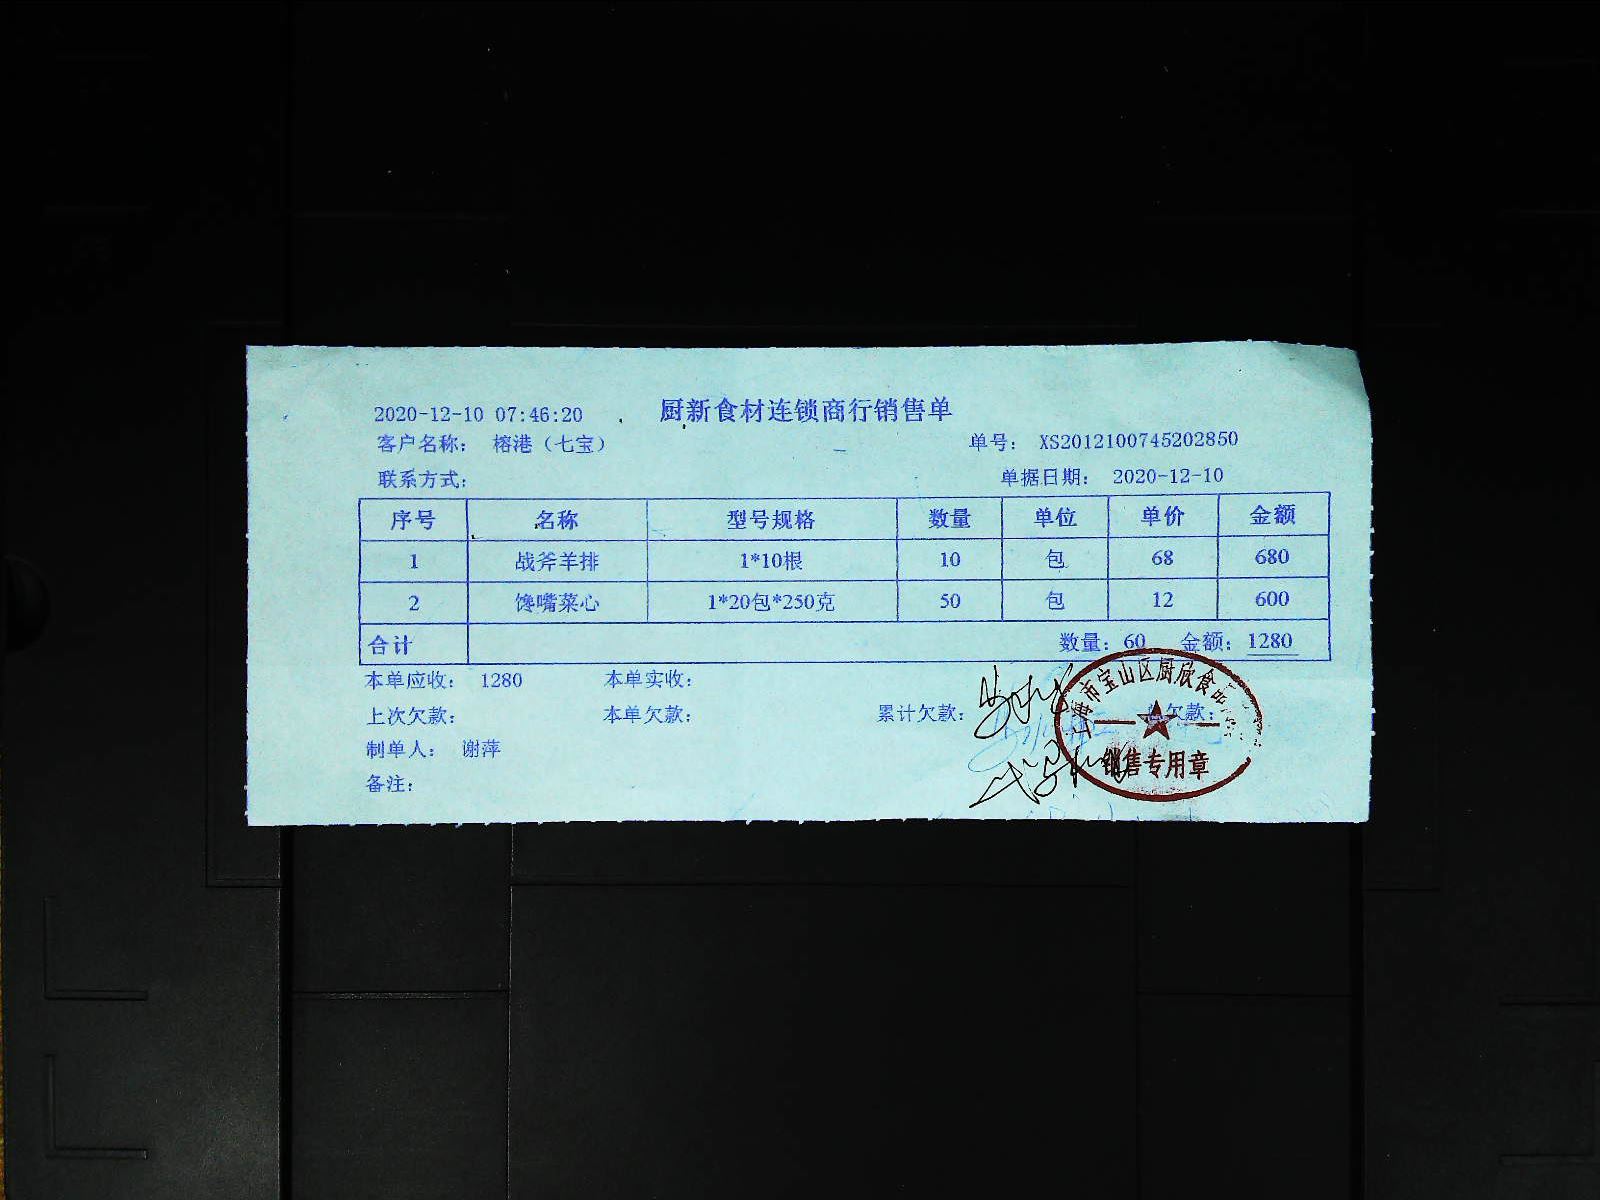 2020-12-10 07:46:20 厨新食材连锁商行销售单
客户名称: 榕港（七宝） 单号: XS2012100745202850
联系方式: 单据日期: 2020-12-10
序号 名称 型号规格 数量 单位 单价 金额
1 战斧羊排 1*10根 10 包 68 680
2 馋嘴菜心 1*20包*250克 50 包 12 600
合计 数量: 60 金额: 1280
本单应收: 1280 本单实收:
上次欠款: 本单欠款: 累计欠款: 欠款:
制单人: 谢萍
备注:
上海市宝山区厨欣食品
销售专用章